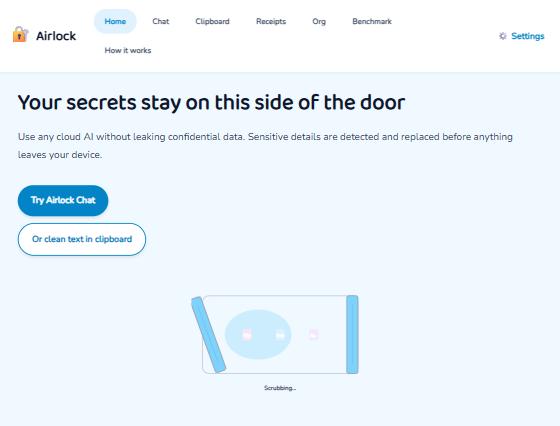 Airlock
Home Chat Clipboard Receipts Org Benchmark
How it works
Settings
Your secrets stay on this side of the door
Use any cloud AI without leaking confidential data. Sensitive details are detected and replaced before anything
leaves your device.
Try Airlock Chat
Or clean text in clipboard
Scrubbing...